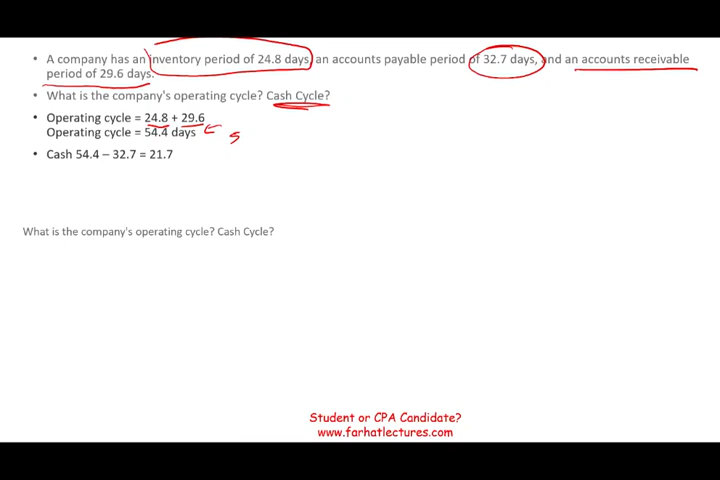 • A company has an inventory period of 24.8 days, an accounts payable period of 32.7 days, and an accounts receivable
period of 29.6 days.
• What is the company's operating cycle? Cash Cycle?
• Operating cycle = 24.8 + 29.6
Operating cycle = 54.4 days
5
• Cash 54.4 – 32.7 = 21.7
What is the company's operating cycle? Cash Cycle?
Student or CPA Candidate?
www.farhatlectures.com